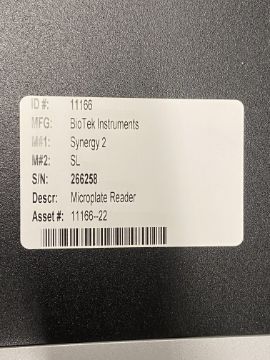 ID #: 11166
MFG: BioTek Instruments
M#1: Synergy 2
M#2: SL
S/N: 266258
Descr: Microplate Reader
Asset #: 11166--22